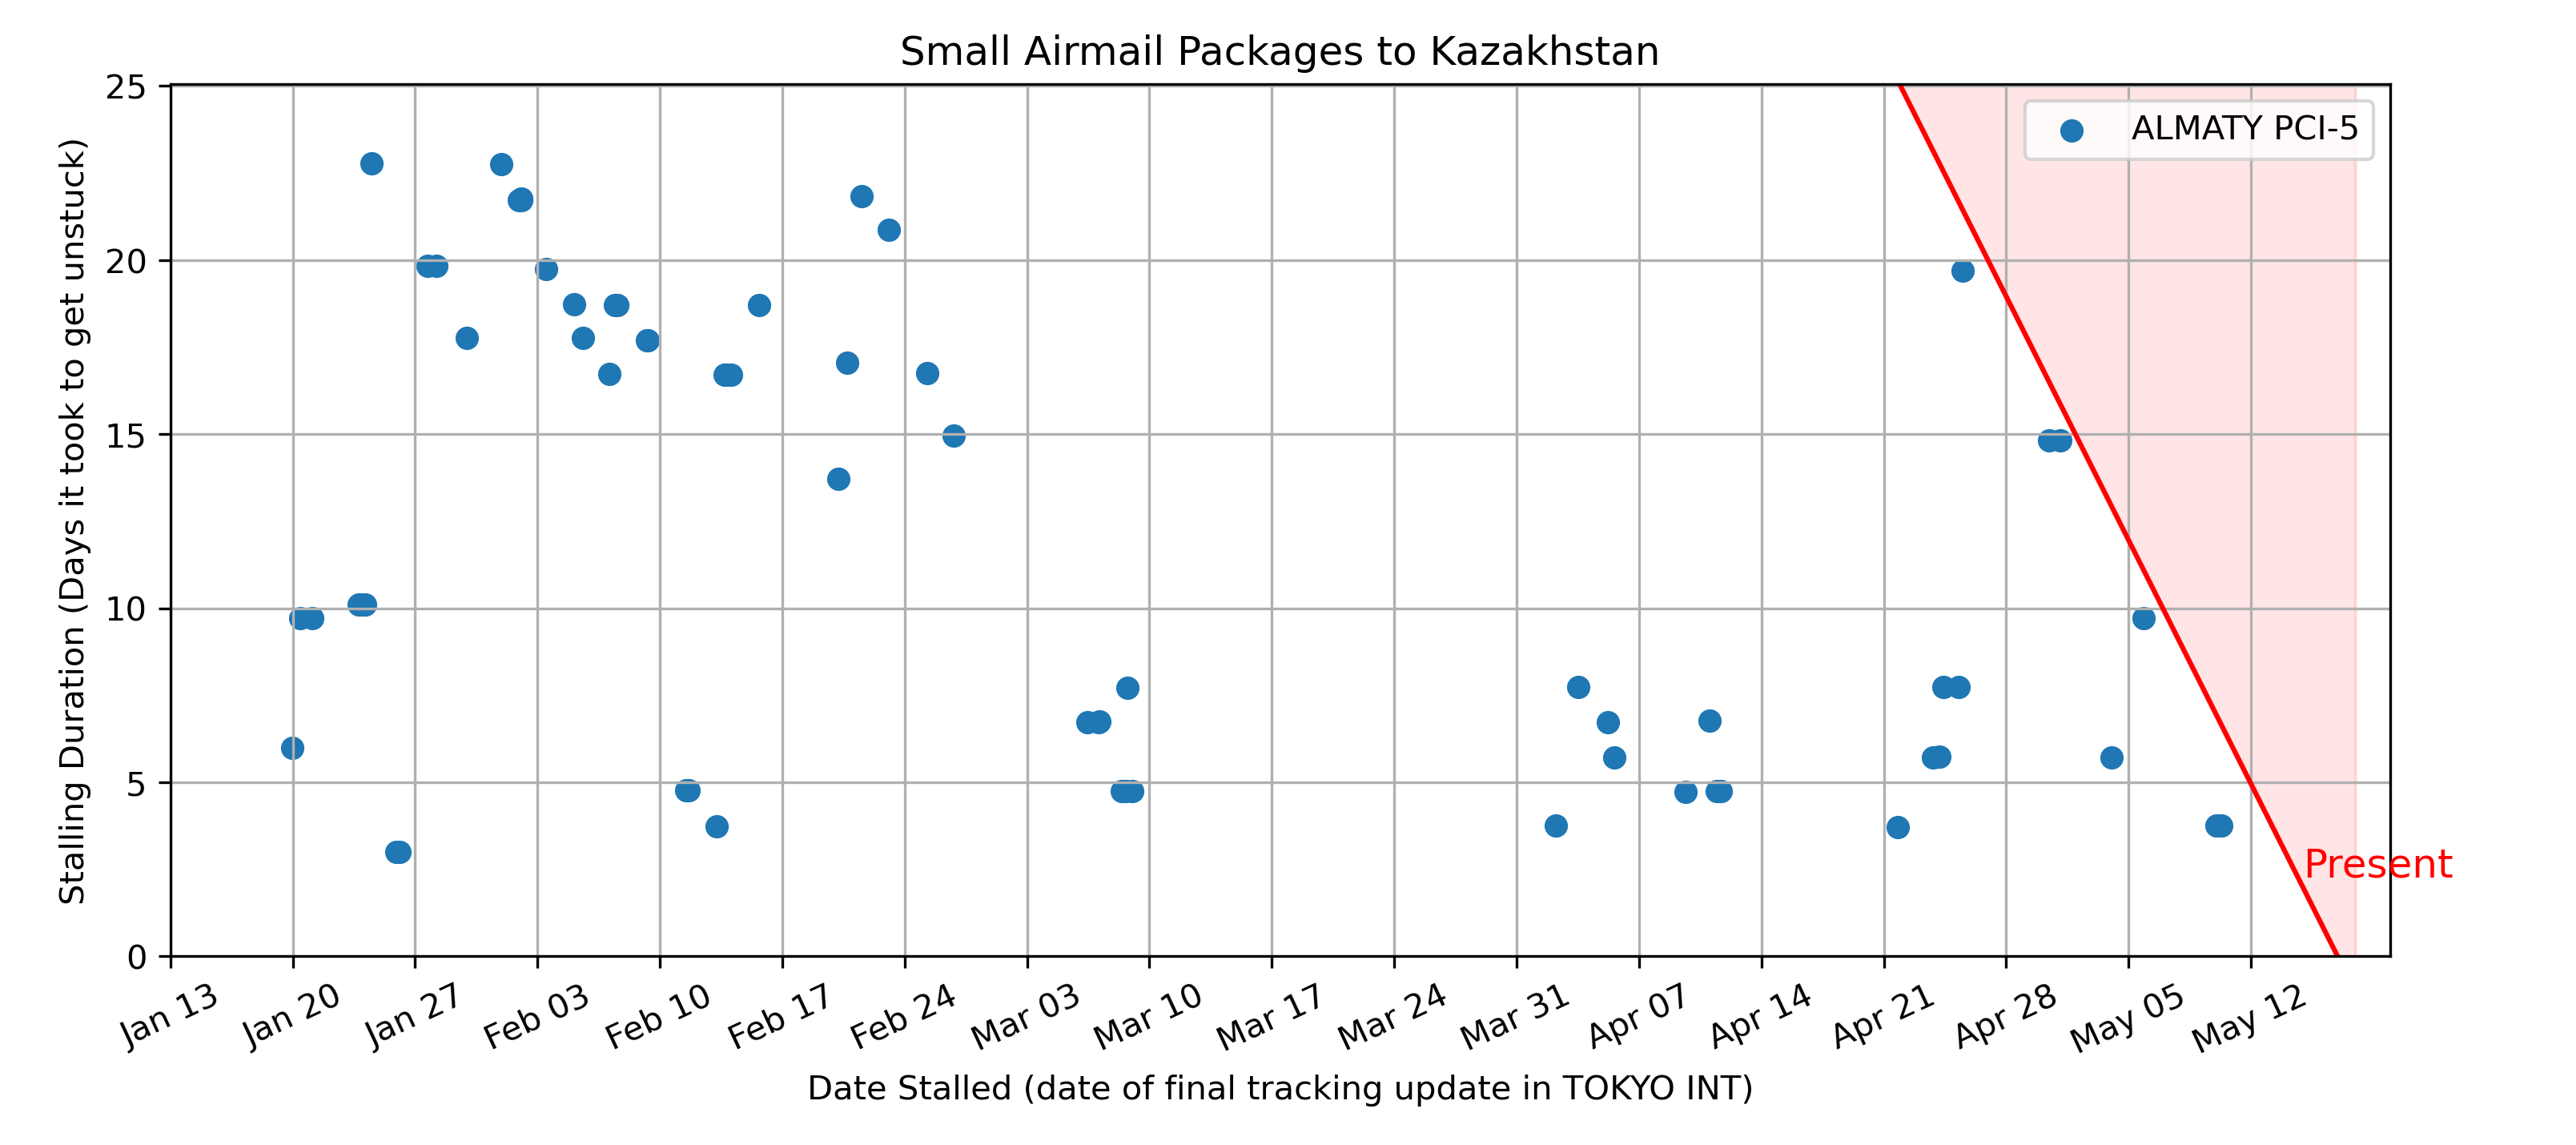 Small Airmail Packages to Kazakhstan
ALMATY PCI-5
Stalling Duration (Days it took to get unstuck)
25
20
15
10
5
0
Present
Jan 13
Jan 20
Jan 27
Feb 03
Feb 10
Feb 17
Feb 24
Mar 03
Mar 10
Mar 17
Mar 24
Mar 31
Apr 07
Apr 14
Apr 21
Apr 28
May 05
May 12
Date Stalled (date of final tracking update in TOKYO INT)